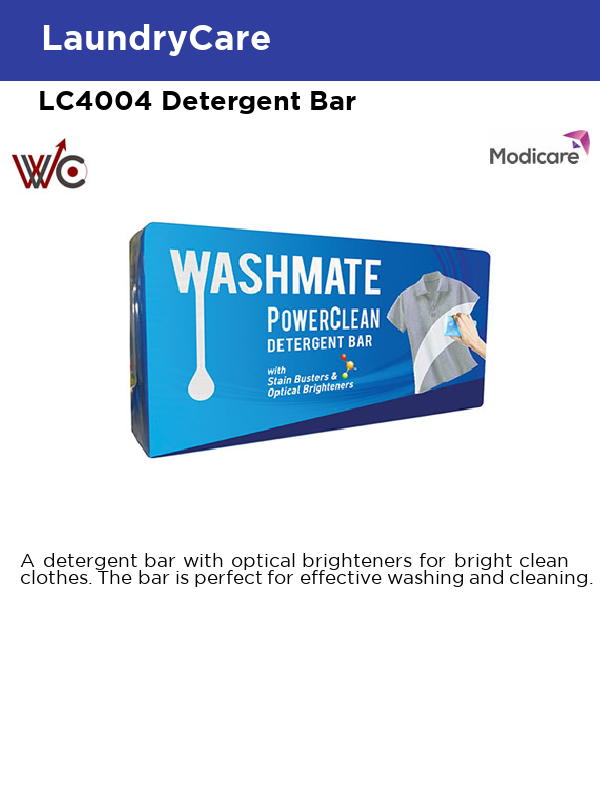 LaundryCare
LC4004 Detergent Bar
WC
Modicare
WASHMATE
POWERCLEAN
DETERGENT BAR
with
Stain Busters &
Optical Brighteners
A detergent bar with optical brighteners for bright clean
clothes. The bar is perfect for effective washing and cleaning.